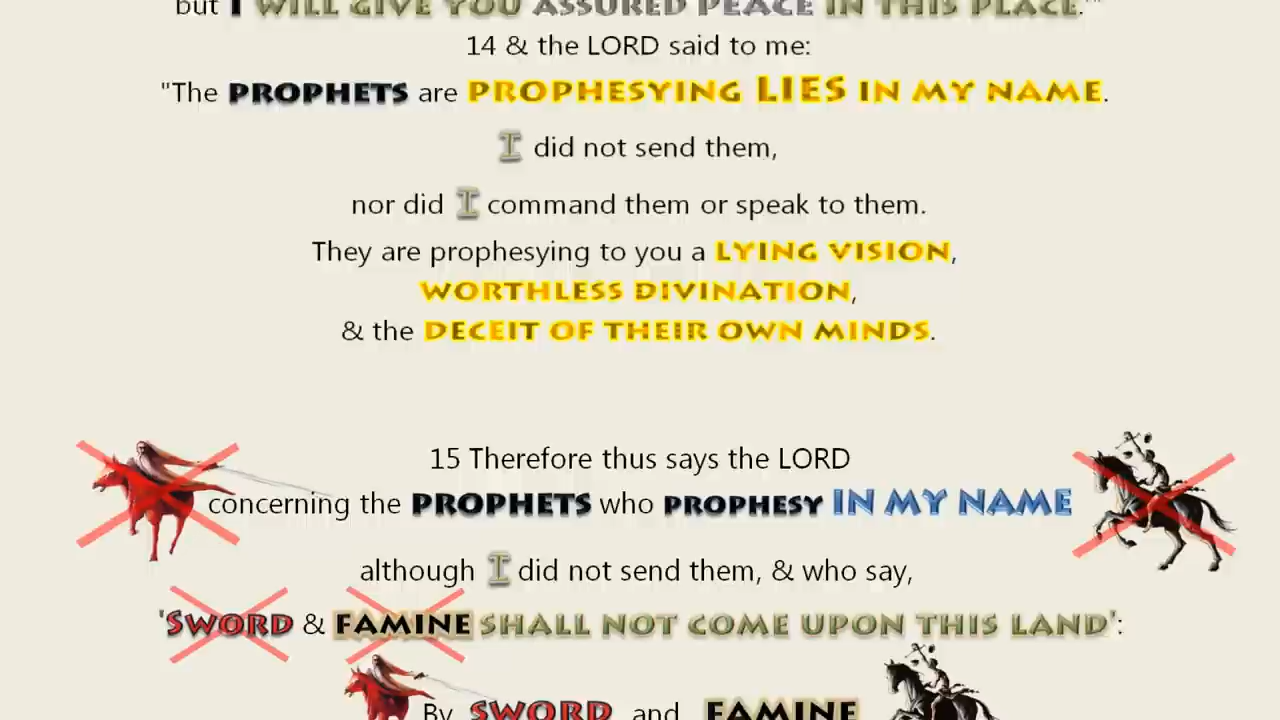 but I WILL GIVE YOU ASSURED PEACE IN THIS PLACE.'"
14 & the LORD said to me:
"The PROPHETS are PROPHESYING LIES IN MY NAME.
I did not send them,
nor did I command them or speak to them.
They are prophesying to you a LYING VISION,
WORTHLESS DIVINATION,
& the DECEIT OF THEIR OWN MINDS.
15 Therefore thus says the LORD
concerning the PROPHETS who PROPHESY IN MY NAME
although I did not send them, & who say,
'SWORD & FAMINE SHALL NOT COME UPON THIS LAND':
By SWORD and FAMINE